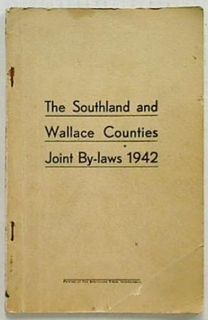 The Southland and
Wallace Counties
Joint By-laws 1942